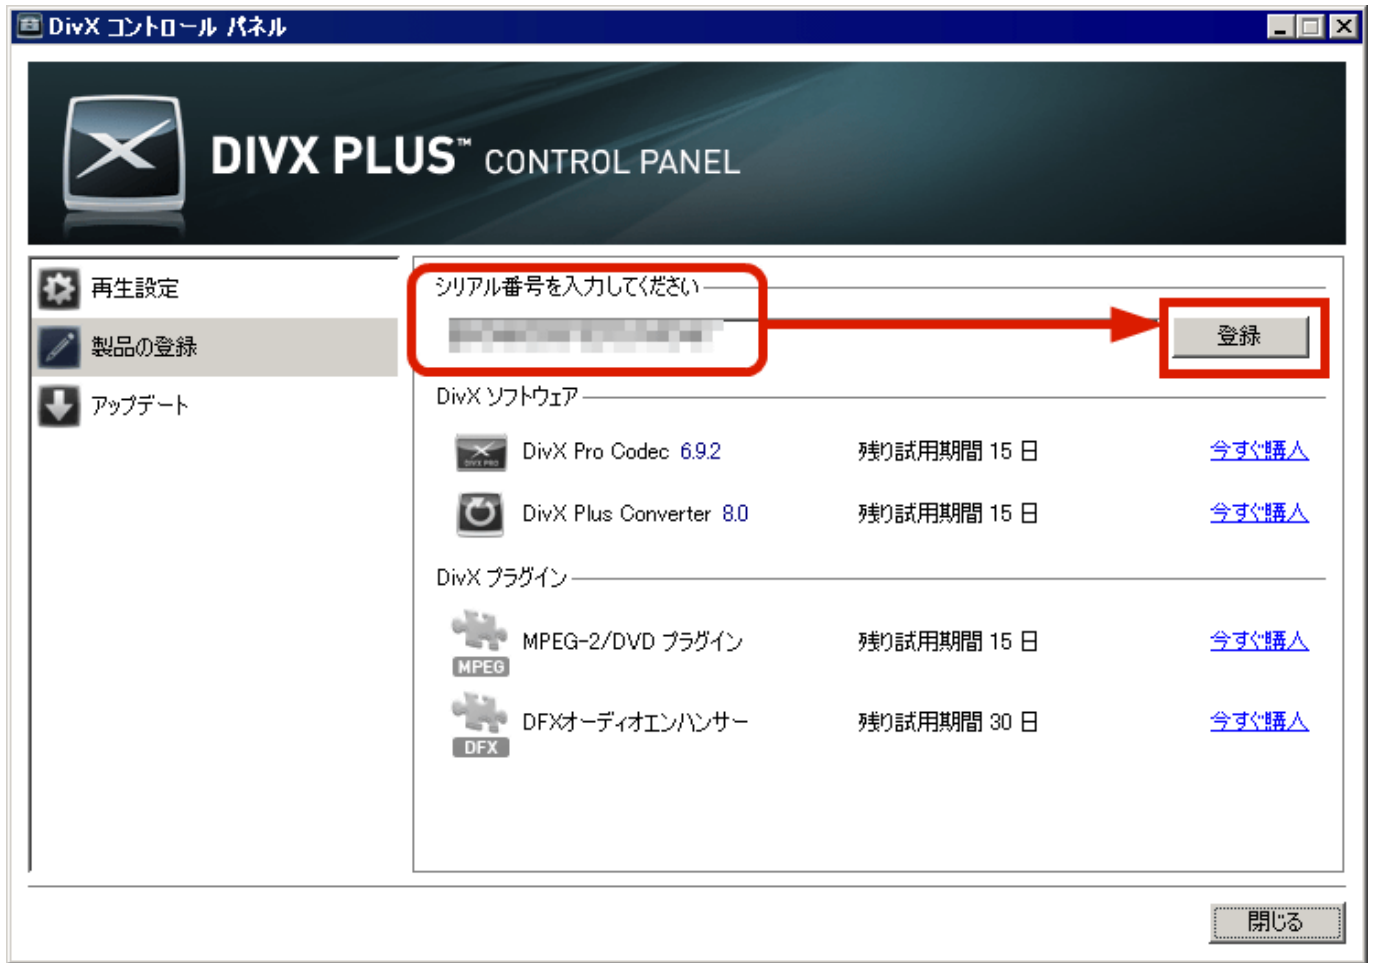 DivX コントロール パネル
DIVX PLUS™ CONTROL PANEL
再生設定
製品の登録
アップデート
シリアル番号を入力してください
登録
DivX ソフトウェア
DIVX PRO
DivX Pro Codec 6.9.2 残り試用期間 15 日 今すぐ購入
DivX Plus Converter 8.0 残り試用期間 15 日 今すぐ購入
DivX プラグイン
MPEG
MPEG-2/DVD プラグイン 残り試用期間 15 日 今すぐ購入
DFX
DFXオーディオエンハンサー 残り試用期間 30 日 今すぐ購入
閉じる